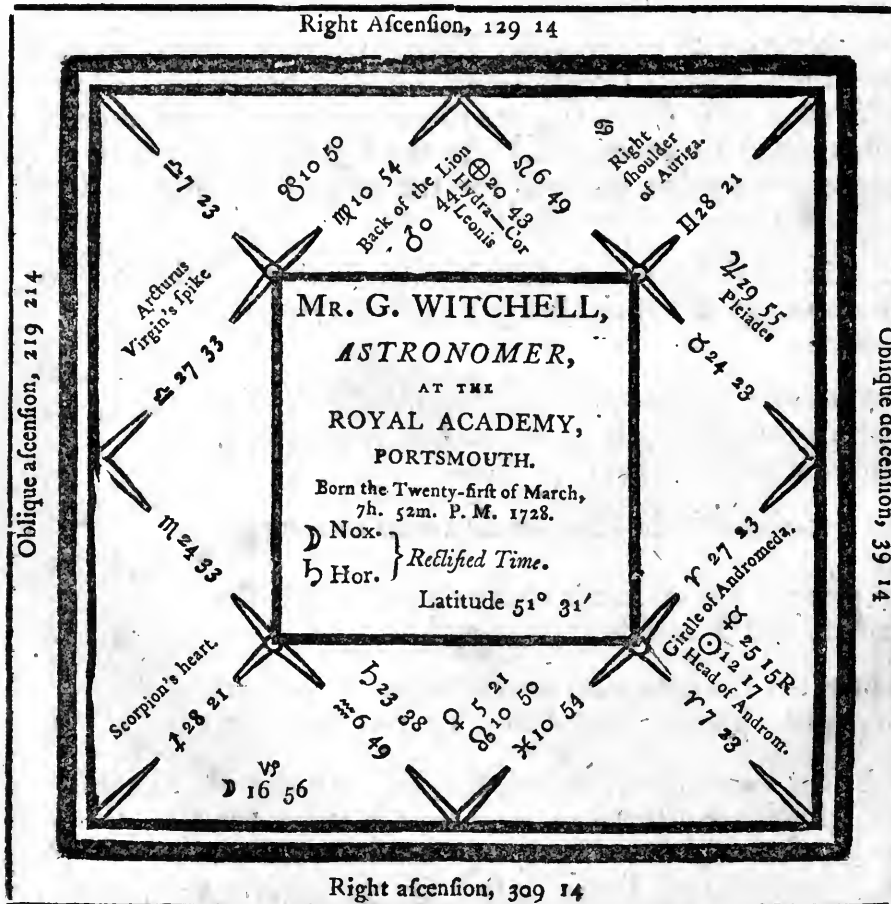 Right Aſcenſion, 129 14
♎ 7 23
☋ 10 50
♍ 10 54
Back of the Lion
♂ 0 44
⊕ 20 43
Hydra—Cor
Leonis
♌ 6 49
♋
Right
ſhoulder
of Auriga.
♊ 28 21
♃ 29 55
Pleiades
♉ 24 23
Arcturus
Virgin's ſpike
♎ 27 33
Oblique aſcenſion, 219 214
MR. G. WITCHELL,
ASTRONOMER,
AT THE
ROYAL ACADEMY,
PORTSMOUTH.
Born the Twenty-firſt of March,
7h. 52m. P. M. 1728.
☽ Nox.
♄ Hor. } Rectified Time.
Latitude 51° 31′
Oblique deſcenſion, 39 14
♏ 24 33
Scorpion's heart.
♐ 28 21
♑
☽ 16 56
♄ 23 38
♒ 6 49
♀ 5 21
☊ 10 50
♓ 10 54
♈ 27 23
Girdle of Andromeda.
☿ 25 15R
☉ 12 17
Head of Androm.
♈ 7 23
Right aſcenſion, 309 14